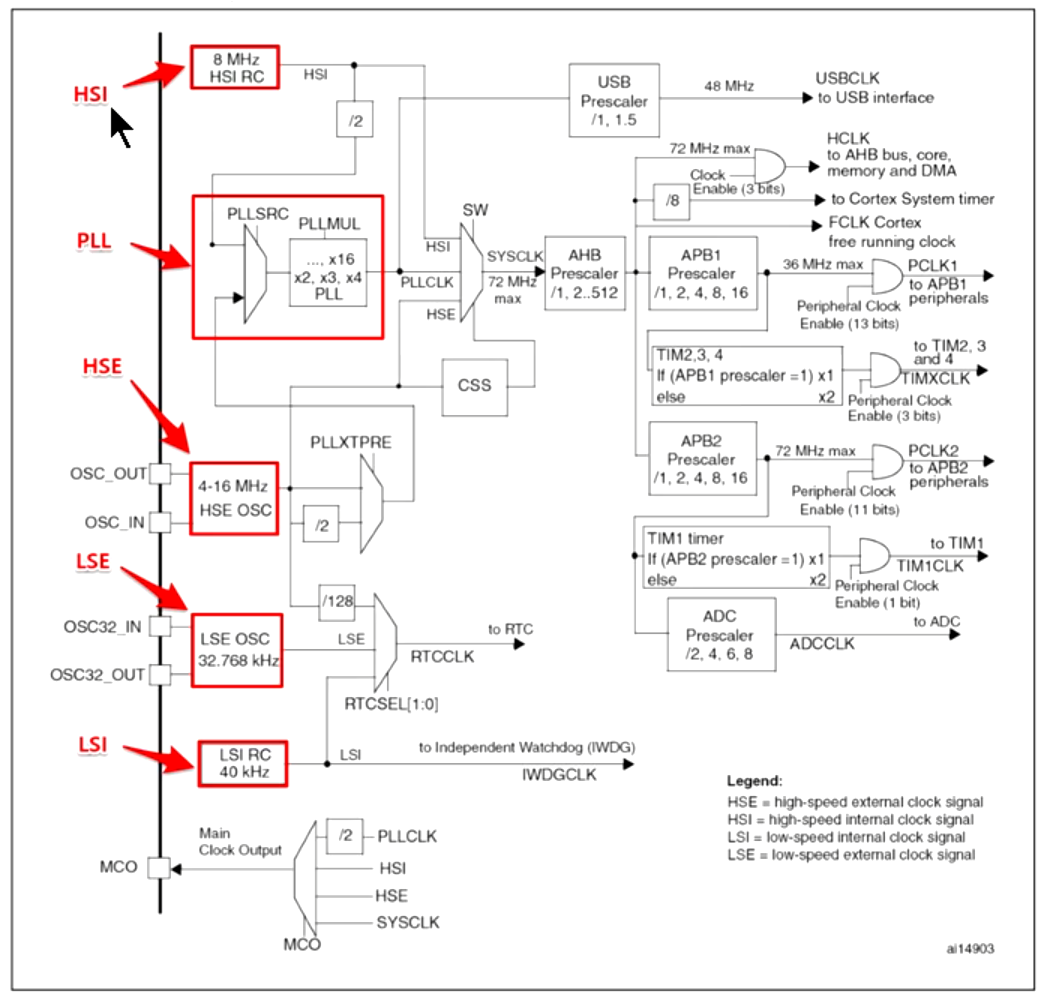 HSI
8 MHz
HSI RC
HSI
/2
USB
Prescaler
/1, 1.5
48 MHz
USBCLK
to USB interface
HCLK
to AHB bus, core,
memory and DMA
72 MHz max
Clock
Enable (3 bits)
/8
to Cortex System timer
FCLK Cortex
free running clock
PLL
PLLSRC
PLLMUL
..., x16
x2, x3, x4
PLL
SW
HSI
PLLCLK
HSE
SYSCLK
72 MHz
max
AHB
Prescaler
/1, 2..512
APB1
Prescaler
/1, 2, 4, 8, 16
36 MHz max
PCLK1
to APB1
peripherals
Peripheral Clock
Enable (13 bits)
TIM2,3, 4
If (APB1 prescaler =1) x1
else x2
to TIM2, 3
and 4
TIMXCLK
Peripheral Clock
Enable (3 bits)
CSS
HSE
PLLXTPRE
OSC_OUT
OSC_IN
4-16 MHz
HSE OSC
/2
APB2
Prescaler
/1, 2, 4, 8, 16
72 MHz max
PCLK2
to APB2
peripherals
Peripheral Clock
Enable (11 bits)
TIM1 timer
If (APB2 prescaler =1) x1
else x2
to TIM1
TIM1CLK
Peripheral Clock
Enable (1 bit)
ADC
Prescaler
/2, 4, 6, 8
to ADC
ADCCLK
LSE
/128
OSC32_IN
OSC32_OUT
LSE OSC
32.768 kHz
LSE
to RTC
RTCCLK
RTCSEL[1:0]
LSI
LSI RC
40 kHz
LSI
to Independent Watchdog (IWDG)
IWDGCLK
Legend:
HSE = high-speed external clock signal
HSI = high-speed internal clock signal
LSI = low-speed internal clock signal
LSE = low-speed external clock signal
Main
Clock Output
MCO
/2
PLLCLK
HSI
HSE
SYSCLK
MCO
ai14903